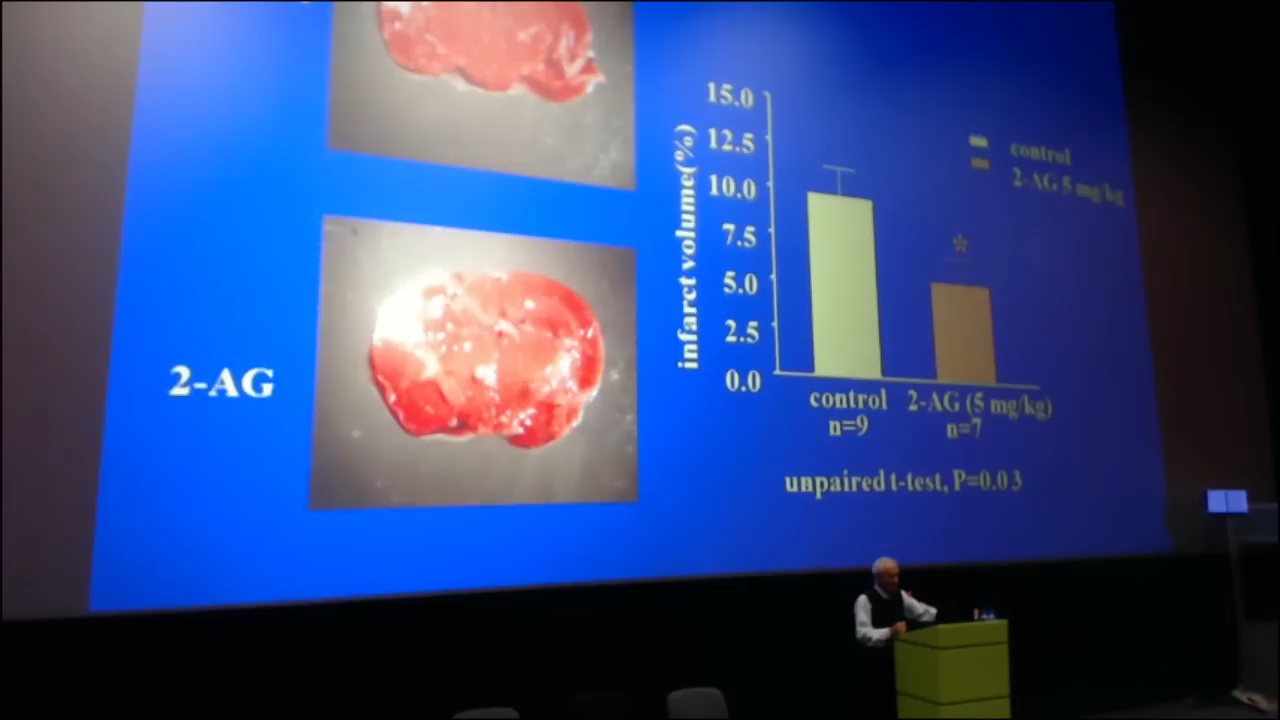 2-AG
infarct volume(%)
15.0
12.5
10.0
7.5
5.0
2.5
0.0
control
2-AG 5 mg/kg
*
control
n=9
2-AG (5 mg/kg)
n=7
unpaired t-test, P=0.03